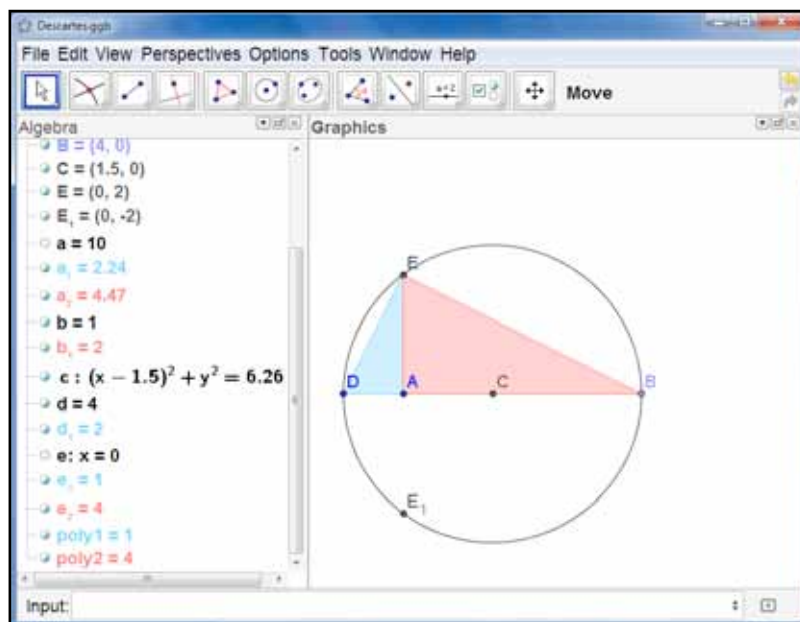 Descartes.ggb
File Edit View Perspectives Options Tools Window Help
a=2
Move
Algebra
Graphics
B = (4, 0)
C = (1.5, 0)
E = (0, 2)
E₁ = (0, -2)
a = 10
a₁ = 2.24
a₂ = 4.47
b = 1
b₁ = 2
c : (x − 1.5)² + y² = 6.26
d = 4
d₁ = 2
e: x = 0
e₁ = 1
e₂ = 4
poly1 = 1
poly2 = 4
E
D
A
C
B
E₁
Input: